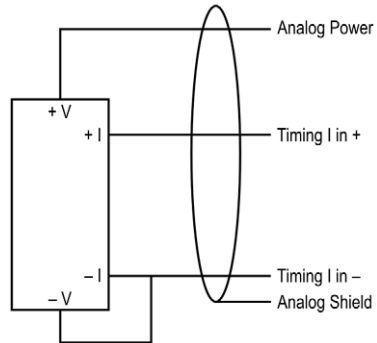 Analog Power
+ V
+ I
Timing I in +
– I
Timing I in –
– V
Analog Shield